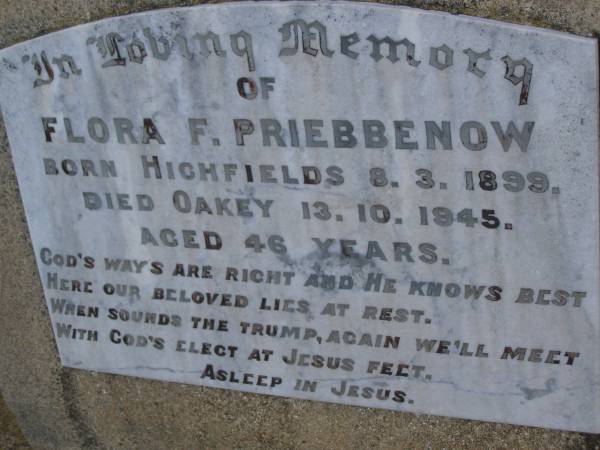 In Loving Memory
OF
FLORA F. PRIEBBENOW
BORN HIGHFIELDS 8. 3. 1899.
DIED OAKEY 13. 10. 1945.
AGED 46 YEARS.
GOD'S WAYS ARE RIGHT AND HE KNOWS BEST
HERE OUR BELOVED LIES AT REST.
WHEN SOUNDS THE TRUMP, AGAIN WE'LL MEET
WITH GOD'S ELECT AT JESUS FEET.
ASLEEP IN JESUS.